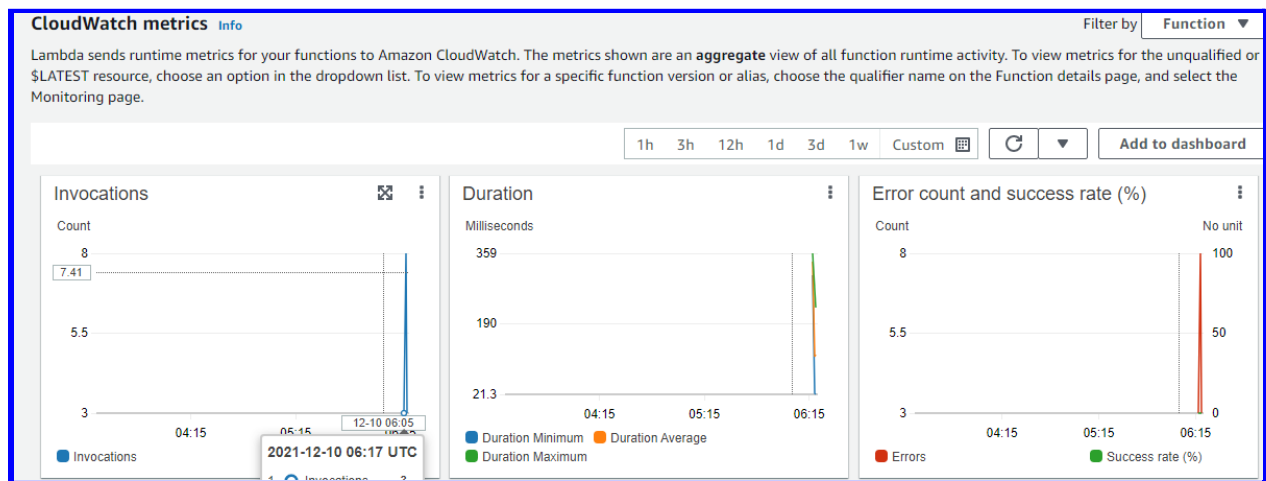 CloudWatch metrics Info
Filter by Function
Lambda sends runtime metrics for your functions to Amazon CloudWatch. The metrics shown are an aggregate view of all function runtime activity. To view metrics for the unqualified or
$LATEST resource, choose an option in the dropdown list. To view metrics for a specific function version or alias, choose the qualifier name on the Function details page, and select the
Monitoring page.
1h 3h 12h 1d 3d 1w Custom
Add to dashboard
Invocations
Count
8
7.41
5.5
3
04:15 05:15
12-10 06:05
2021-12-10 06:17 UTC
1 Invocations 3
Invocations
Duration
Milliseconds
359
190
21.3
04:15 05:15 06:15
Duration Minimum Duration Average
Duration Maximum
Error count and success rate (%)
Count No unit
8 100
5.5 50
3 0
04:15 05:15 06:15
Errors Success rate (%)